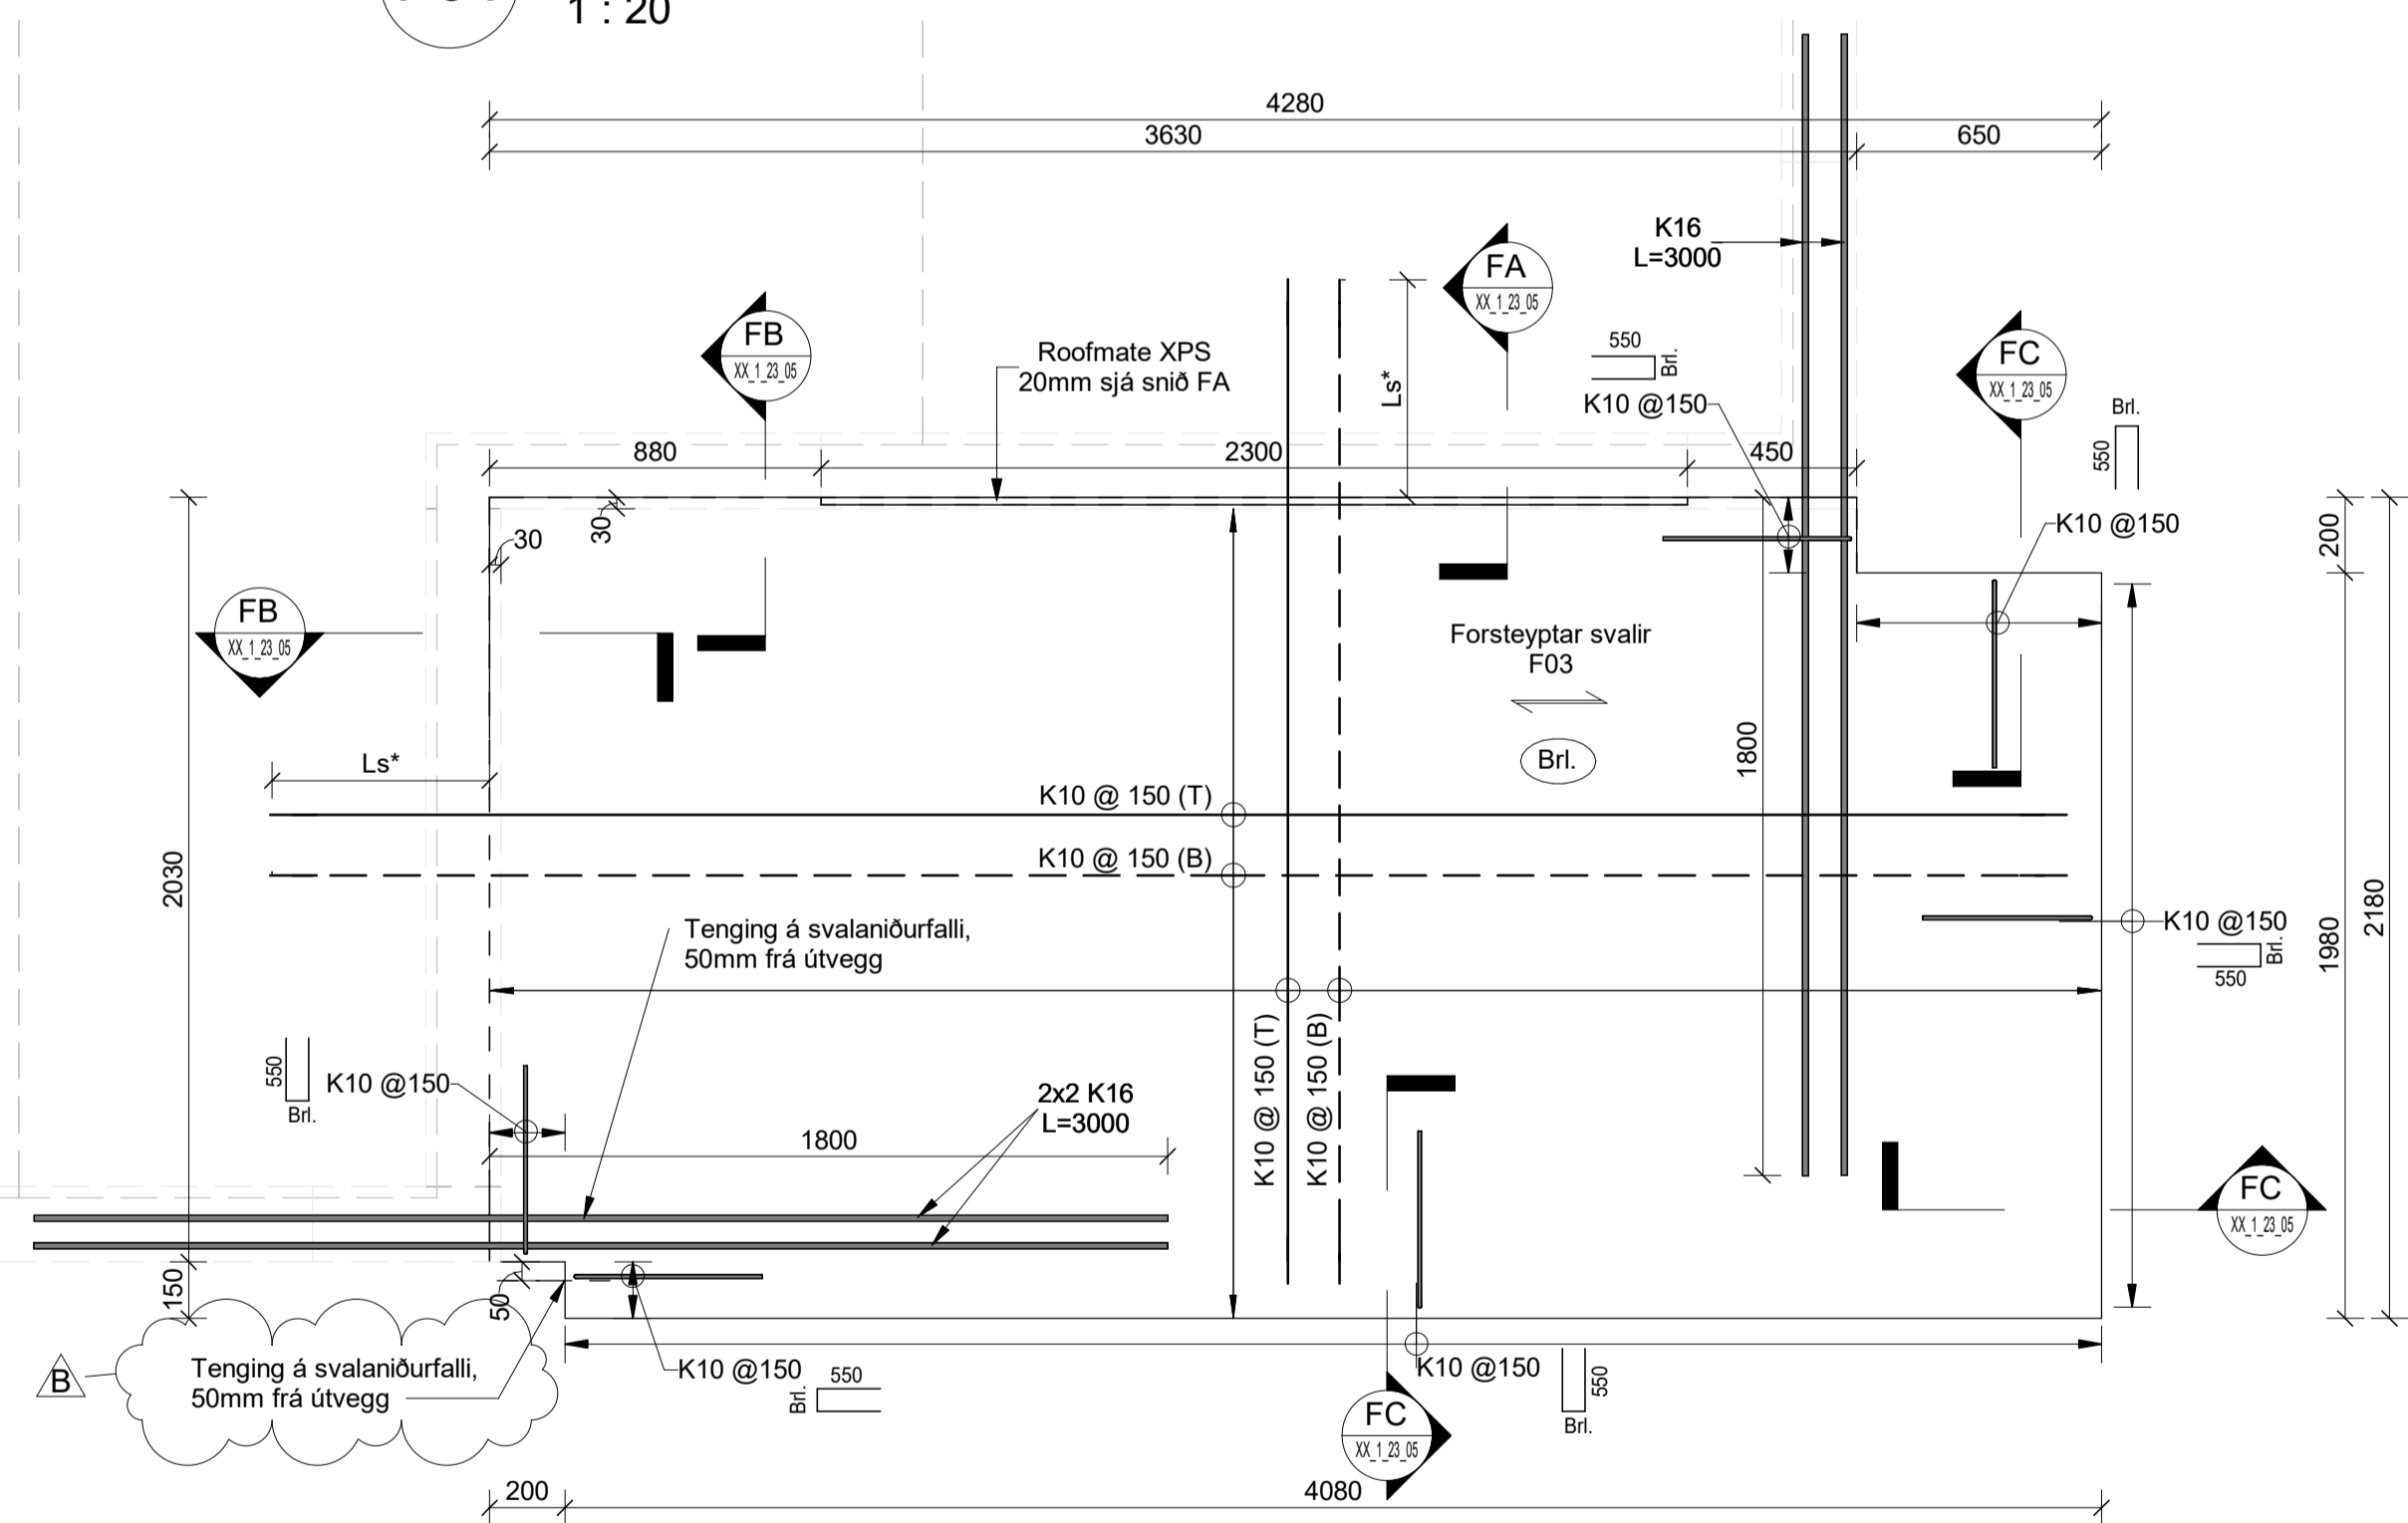 1 : 20
4280
3630
650
K16
L=3000
FA
XX_1_23_05
FB
XX_1_23_05
Roofmate XPS
20mm sjá snið FA
Ls*
550
Brl.
K10 @150
FC
XX_1_23_05
Brl.
550
880
2300
450
K10 @150
30
30
200
FB
XX_1_23_05
Forsteyptar svalir
F03
Brl.
1800
Ls*
K10 @ 150 (T)
K10 @ 150 (B)
2030
Tenging á svalaniðurfalli,
50mm frá útvegg
K10 @150
Brl.
550
1980
2180
K10 @ 150 (T)
K10 @ 150 (B)
550
Brl.
K10 @150
2x2 K16
L=3000
1800
FC
XX_1_23_05
150
50
B
Tenging á svalaniðurfalli,
50mm frá útvegg
K10 @150
Brl.
550
K10 @150
550
Brl.
FC
XX_1_23_05
200
4080